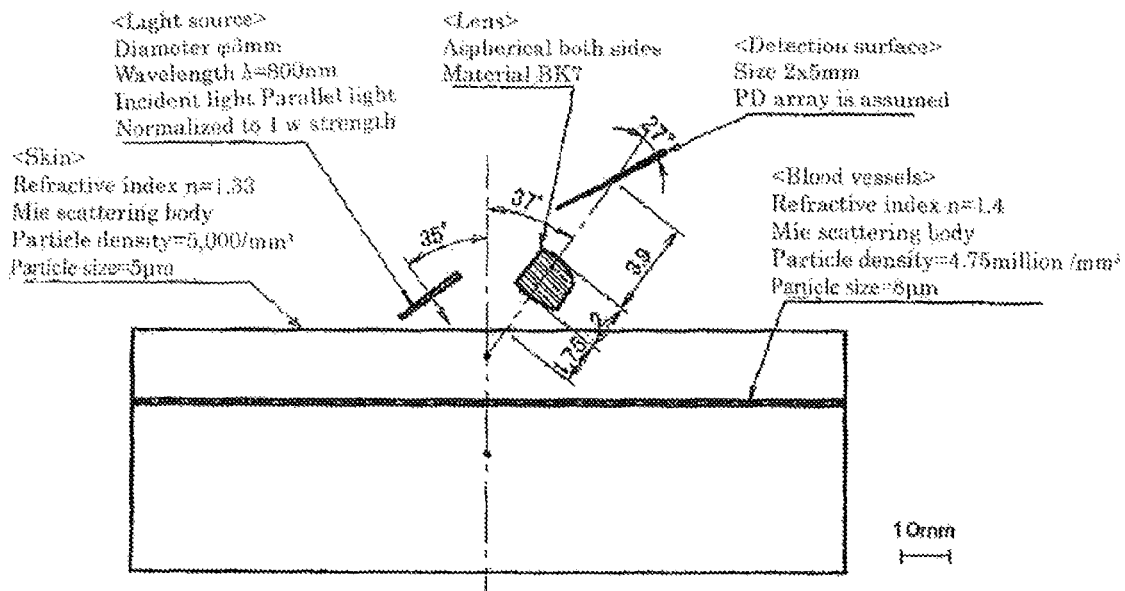 <Light source>
Diameter φ3mm
Wavelength λ=800nm
Incident light Parallel light
Normalized to 1 w strength
<Lens>
Aspherical both sides
Material BK7
<Detection surface>
Size 2x5mm
PD array is assumed
<Skin>
Refractive index n=1.33
Mie scattering body
Particle density=5,000/mm³
Particle size=5μm
<Blood vessels>
Refractive index n=1.4
Mie scattering body
Particle density=4.75million /mm³
Particle size=8μm
27°
37°
35°
3.9
2
1.75
10mm